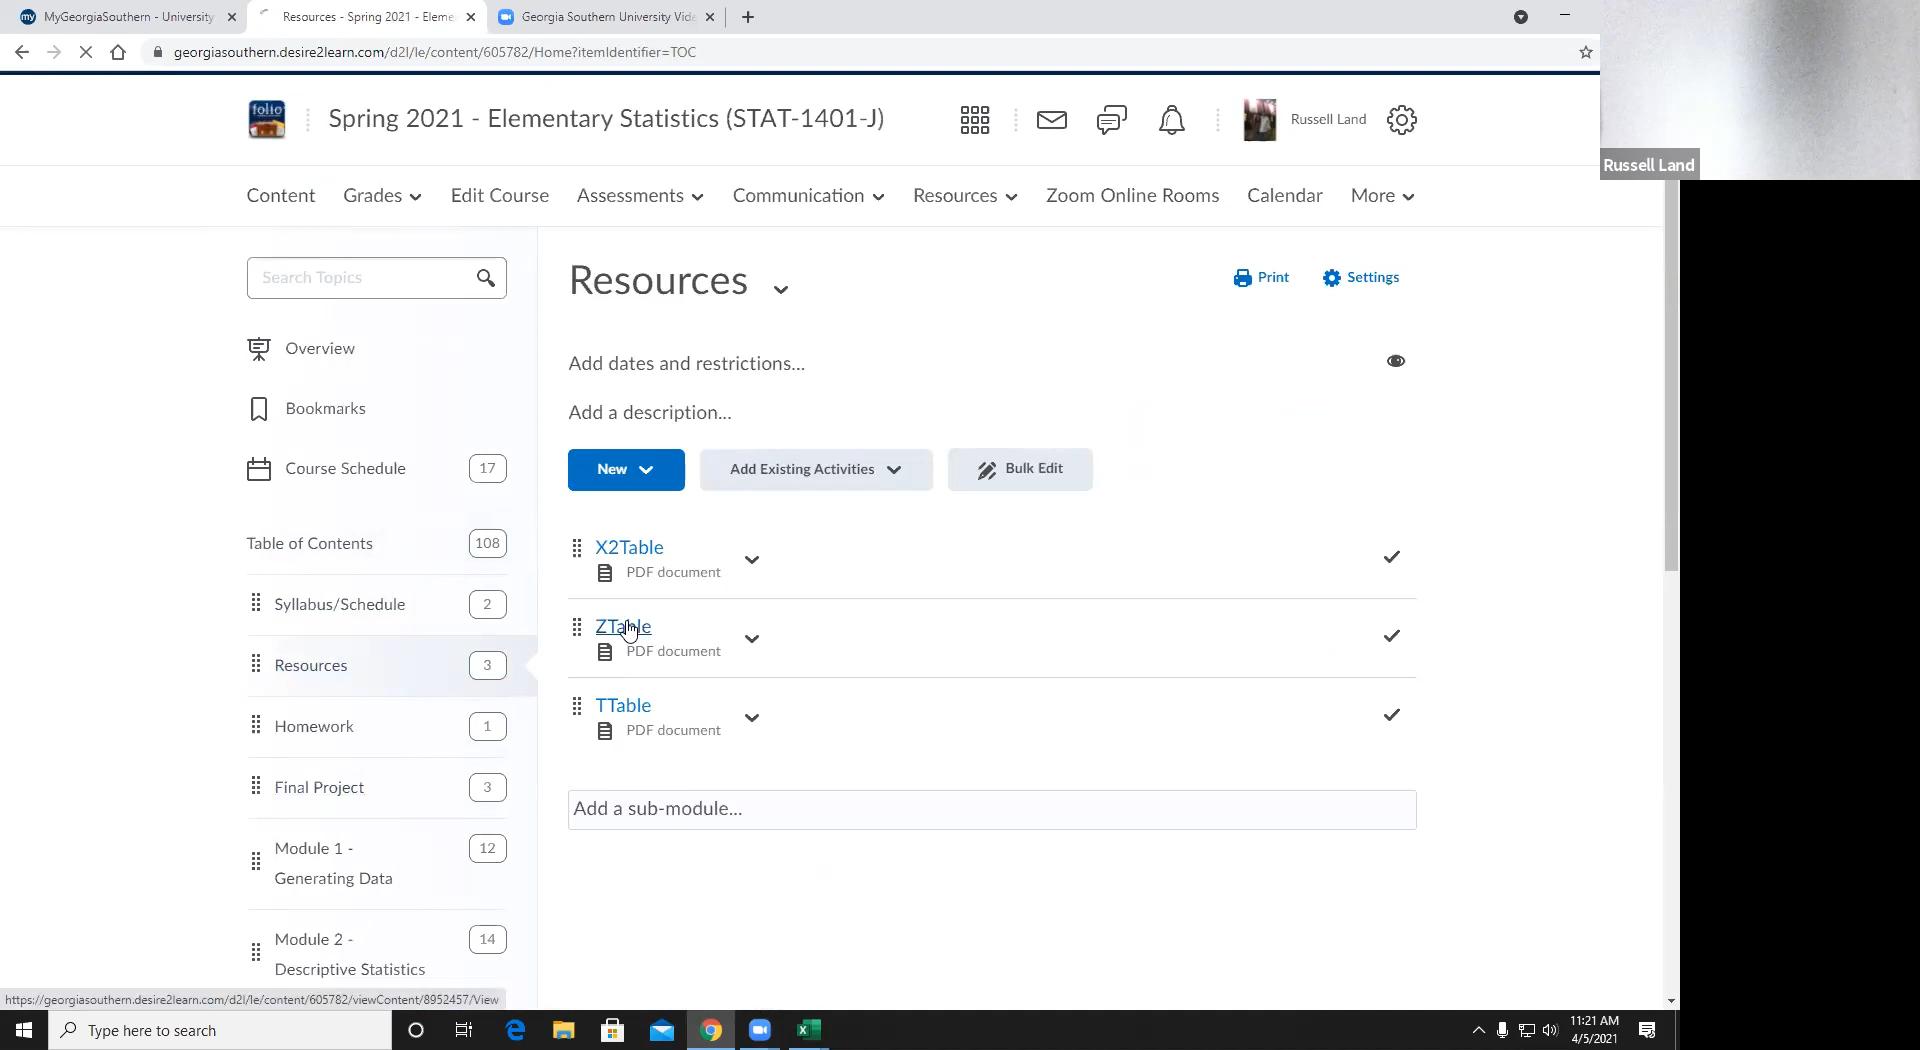 my MyGeorgiaSouthern - University
Resources - Spring 2021 - Eleme
Georgia Southern University Vide
georgiasouthern.desire2learn.com/d2l/le/content/605782/Home?itemIdentifier=TOC
folio
Spring 2021 - Elementary Statistics (STAT-1401-J)
Russell Land
Russell Land
Content Grades Edit Course Assessments Communication Resources Zoom Online Rooms Calendar More
Search Topics
Overview
Bookmarks
Course Schedule 17
Table of Contents 108
Syllabus/Schedule 2
Resources 3
Homework 1
Final Project 3
Module 1 - 12
Generating Data
Module 2 - 14
Descriptive Statistics
Resources
Print Settings
Add dates and restrictions...
Add a description...
New Add Existing Activities Bulk Edit
X2Table
PDF document
ZTable
PDF document
TTable
PDF document
Add a sub-module...
https://georgiasouthern.desire2learn.com/d2l/le/content/605782/viewContent/8952457/View
Type here to search
11:21 AM
4/5/2021